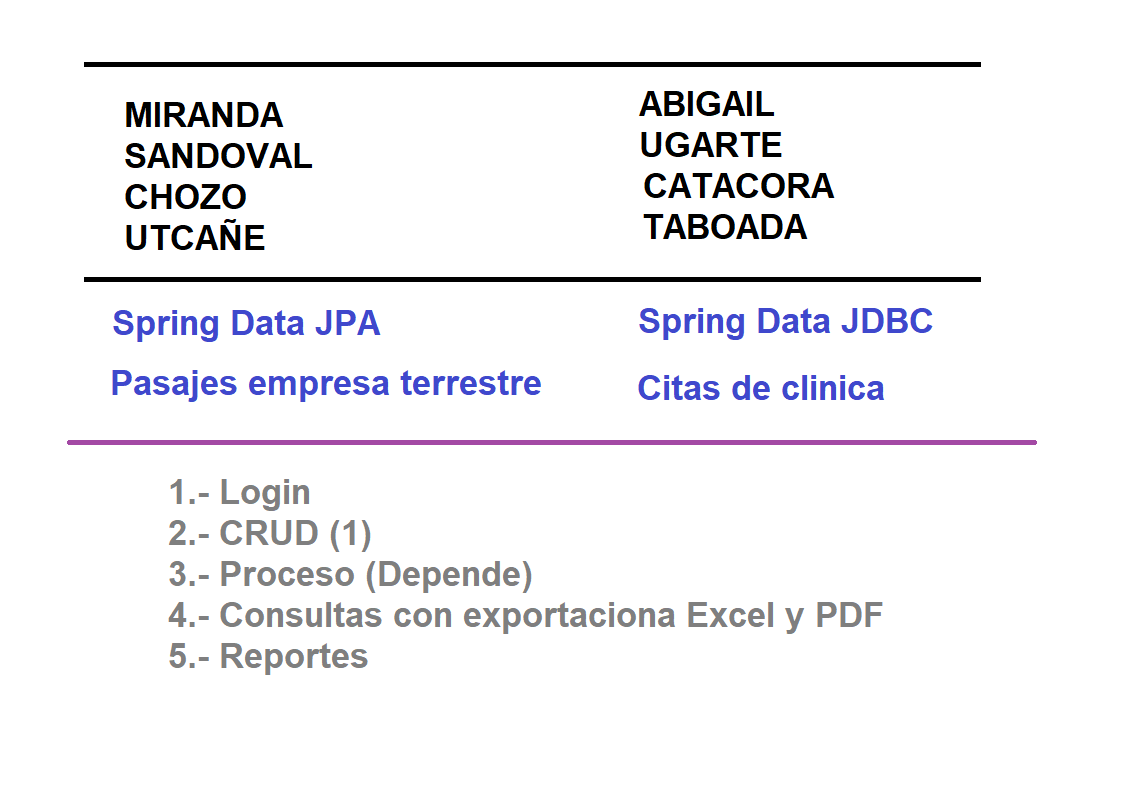 MIRANDA
SANDOVAL
CHOZO
UTCAÑE
ABIGAIL
UGARTE
CATACORA
TABOADA
Spring Data JPA
Pasajes empresa terrestre
Spring Data JDBC
Citas de clinica
1.- Login
2.- CRUD (1)
3.- Proceso (Depende)
4.- Consultas con exportaciona Excel y PDF
5.- Reportes